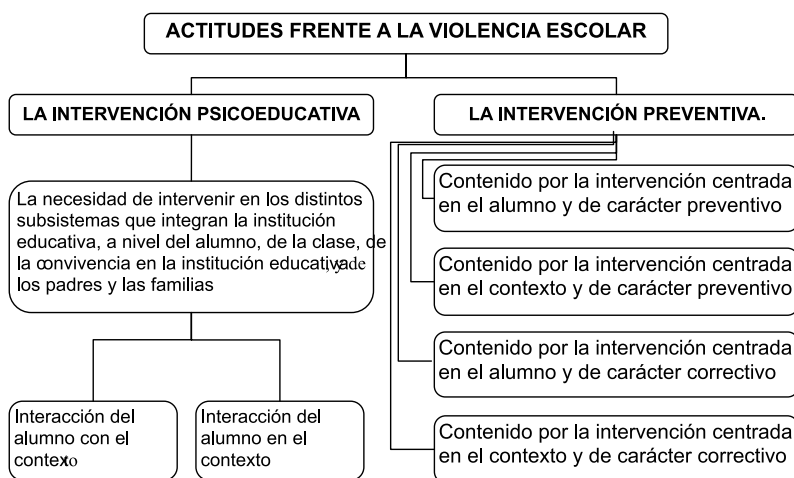 ACTITUDES FRENTE A LA VIOLENCIA ESCOLAR
LA INTERVENCIÓN PSICOEDUCATIVA
La necesidad de intervenir en los distintos
subsistemas que integran la institución
educativa, a nivel del alumno, de la clase, de
la convivencia en la institución educativa, y de
los padres y las familias
Interacción del
alumno con el
contexto
Interacción del
alumno en el
contexto
LA INTERVENCIÓN PREVENTIVA.
Contenido por la intervención centrada
en el alumno y de carácter preventivo
Contenido por la intervención centrada
en el contexto y de carácter preventivo
Contenido por la intervención centrada
en el alumno y de carácter correctivo
Contenido por la intervención centrada
en el contexto y de carácter correctivo